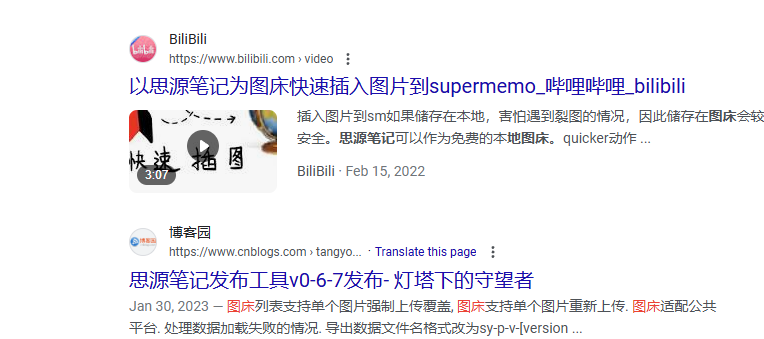 BiliBili
https://www.bilibili.com › video
以思源笔记为图床快速插入图片到supermemo_哔哩哔哩_bilibili
插入图片到sm如果储存在本地，害怕遇到裂图的情况，因此储存在图床会较
安全。思源笔记可以作为免费的本地图床。quicker动作 ...
快速 插图
3:07
BiliBili · Feb 15, 2022
博客园
https://www.cnblogs.com › tangyo... · Translate this page
思源笔记发布工具v0-6-7发布- 灯塔下的守望者
Jan 30, 2023 — 图床列表支持单个图片强制上传覆盖, 图床支持单个图片重新上传. 图床适配公共
平台. 处理数据加载失败的情况. 导出数据文件名格式改为sy-p-v-[version ...